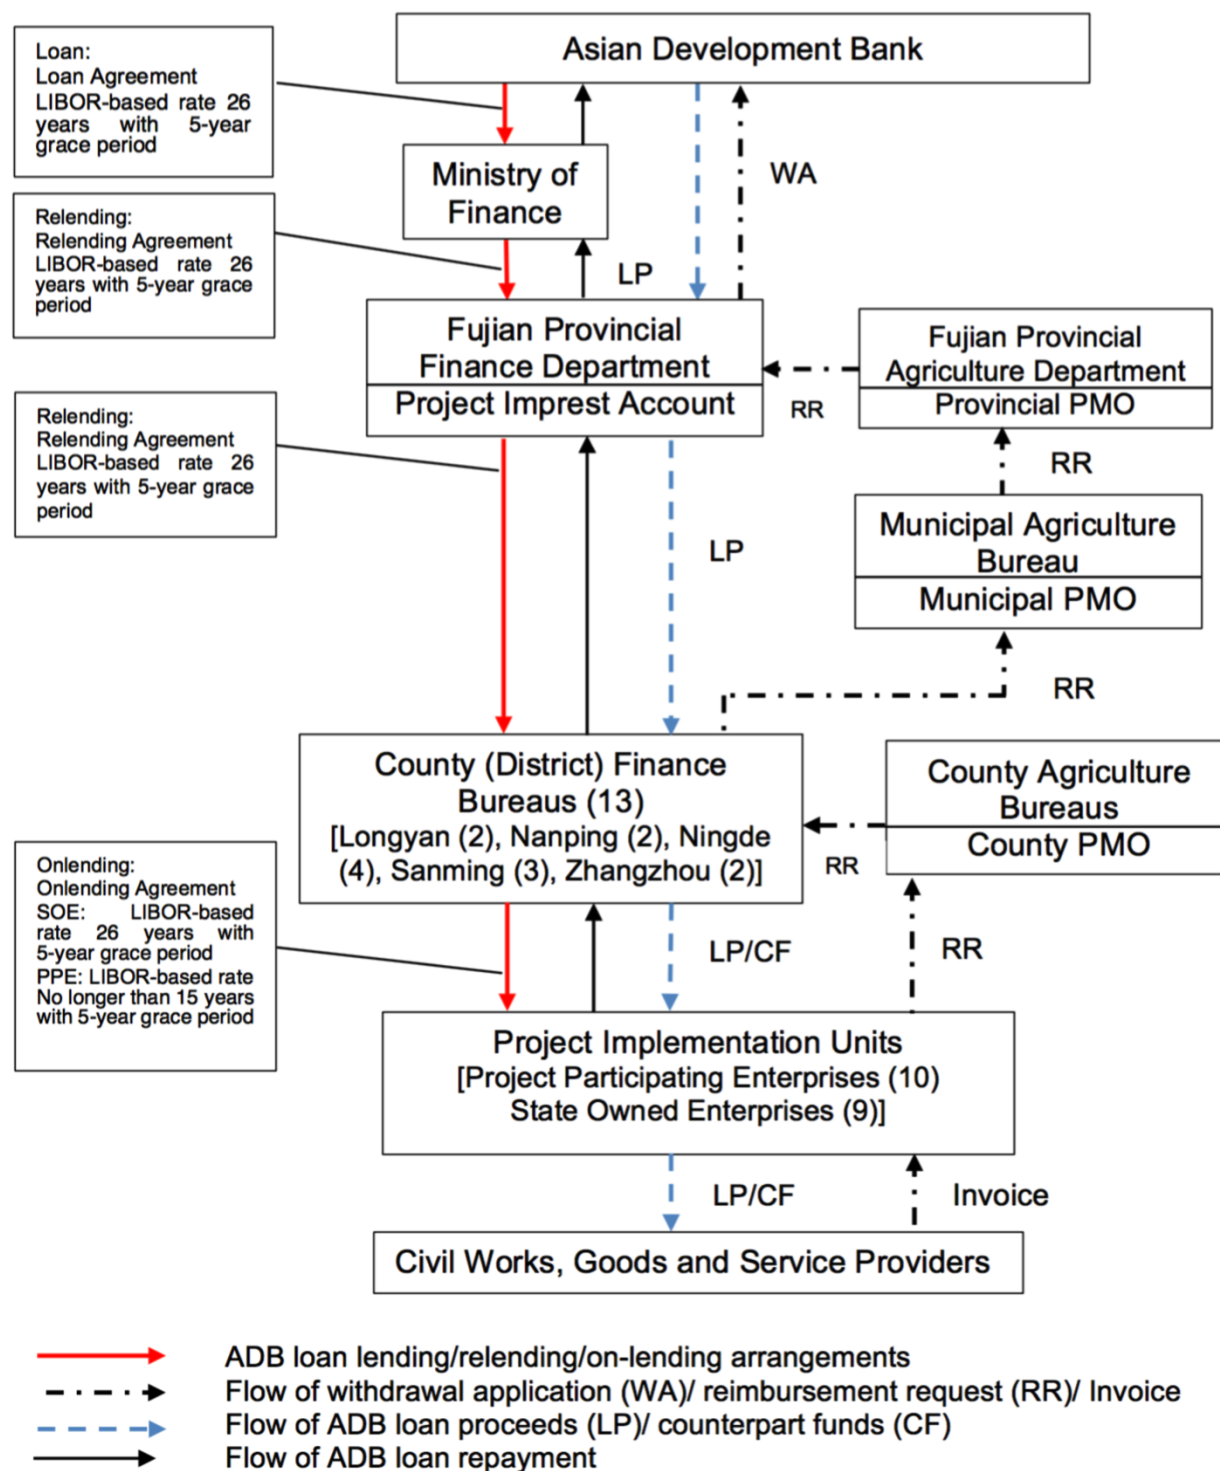 Asian Development Bank
Loan:
Loan Agreement
LIBOR-based rate 26
years with 5-year
grace period
Ministry of
Finance
WA
Relending:
Relending Agreement
LIBOR-based rate 26
years with 5-year grace
period
LP
Fujian Provincial
Finance Department
Project Imprest Account
RR
Fujian Provincial
Agriculture Department
Provincial PMO
RR
Relending:
Relending Agreement
LIBOR-based rate 26
years with 5-year grace
period
LP
Municipal Agriculture
Bureau
Municipal PMO
RR
County (District) Finance
Bureaus (13)
[Longyan (2), Nanping (2), Ningde
(4), Sanming (3), Zhangzhou (2)]
RR
County Agriculture
Bureaus
County PMO
Onlending:
Onlending Agreement
SOE: LIBOR-based
rate 26 years with
5-year grace period
PPE: LIBOR-based rate
No longer than 15 years
with 5-year grace period
LP/CF
RR
Project Implementation Units
[Project Participating Enterprises (10)
State Owned Enterprises (9)]
LP/CF
Invoice
Civil Works, Goods and Service Providers
ADB loan lending/relending/on-lending arrangements
Flow of withdrawal application (WA)/ reimbursement request (RR)/ Invoice
Flow of ADB loan proceeds (LP)/ counterpart funds (CF)
Flow of ADB loan repayment